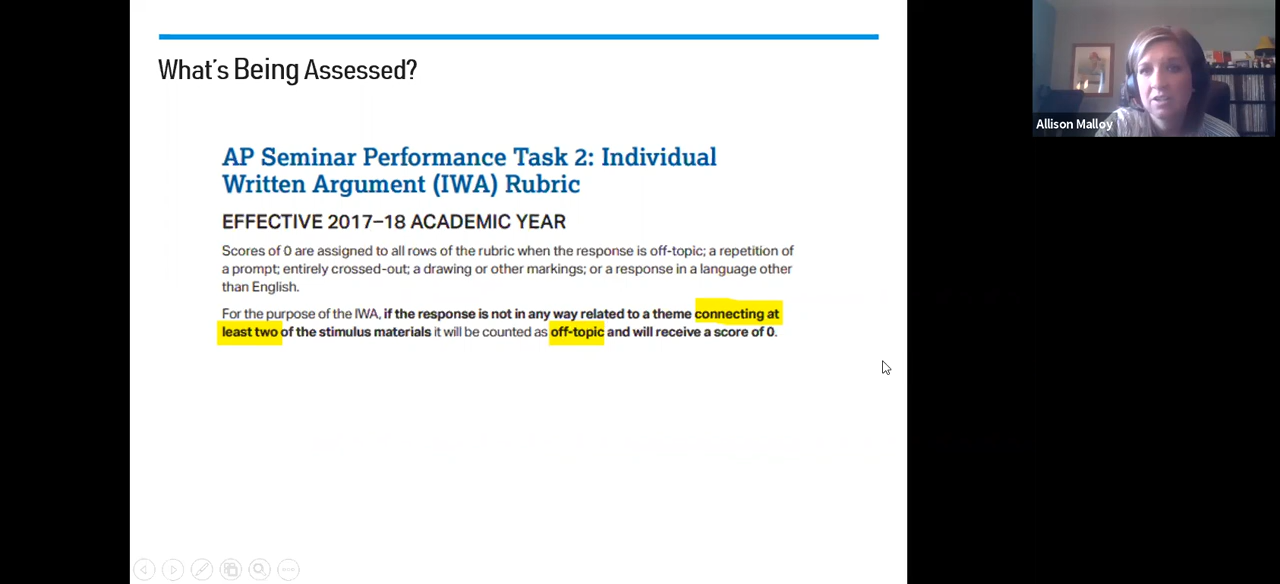 What's Being Assessed?
AP Seminar Performance Task 2: Individual
Written Argument (IWA) Rubric
EFFECTIVE 2017–18 ACADEMIC YEAR
Scores of 0 are assigned to all rows of the rubric when the response is off-topic; a repetition of
a prompt; entirely crossed-out; a drawing or other markings; or a response in a language other
than English.
For the purpose of the IWA, if the response is not in any way related to a theme connecting at
least two of the stimulus materials it will be counted as off-topic and will receive a score of 0.
Allison Malloy